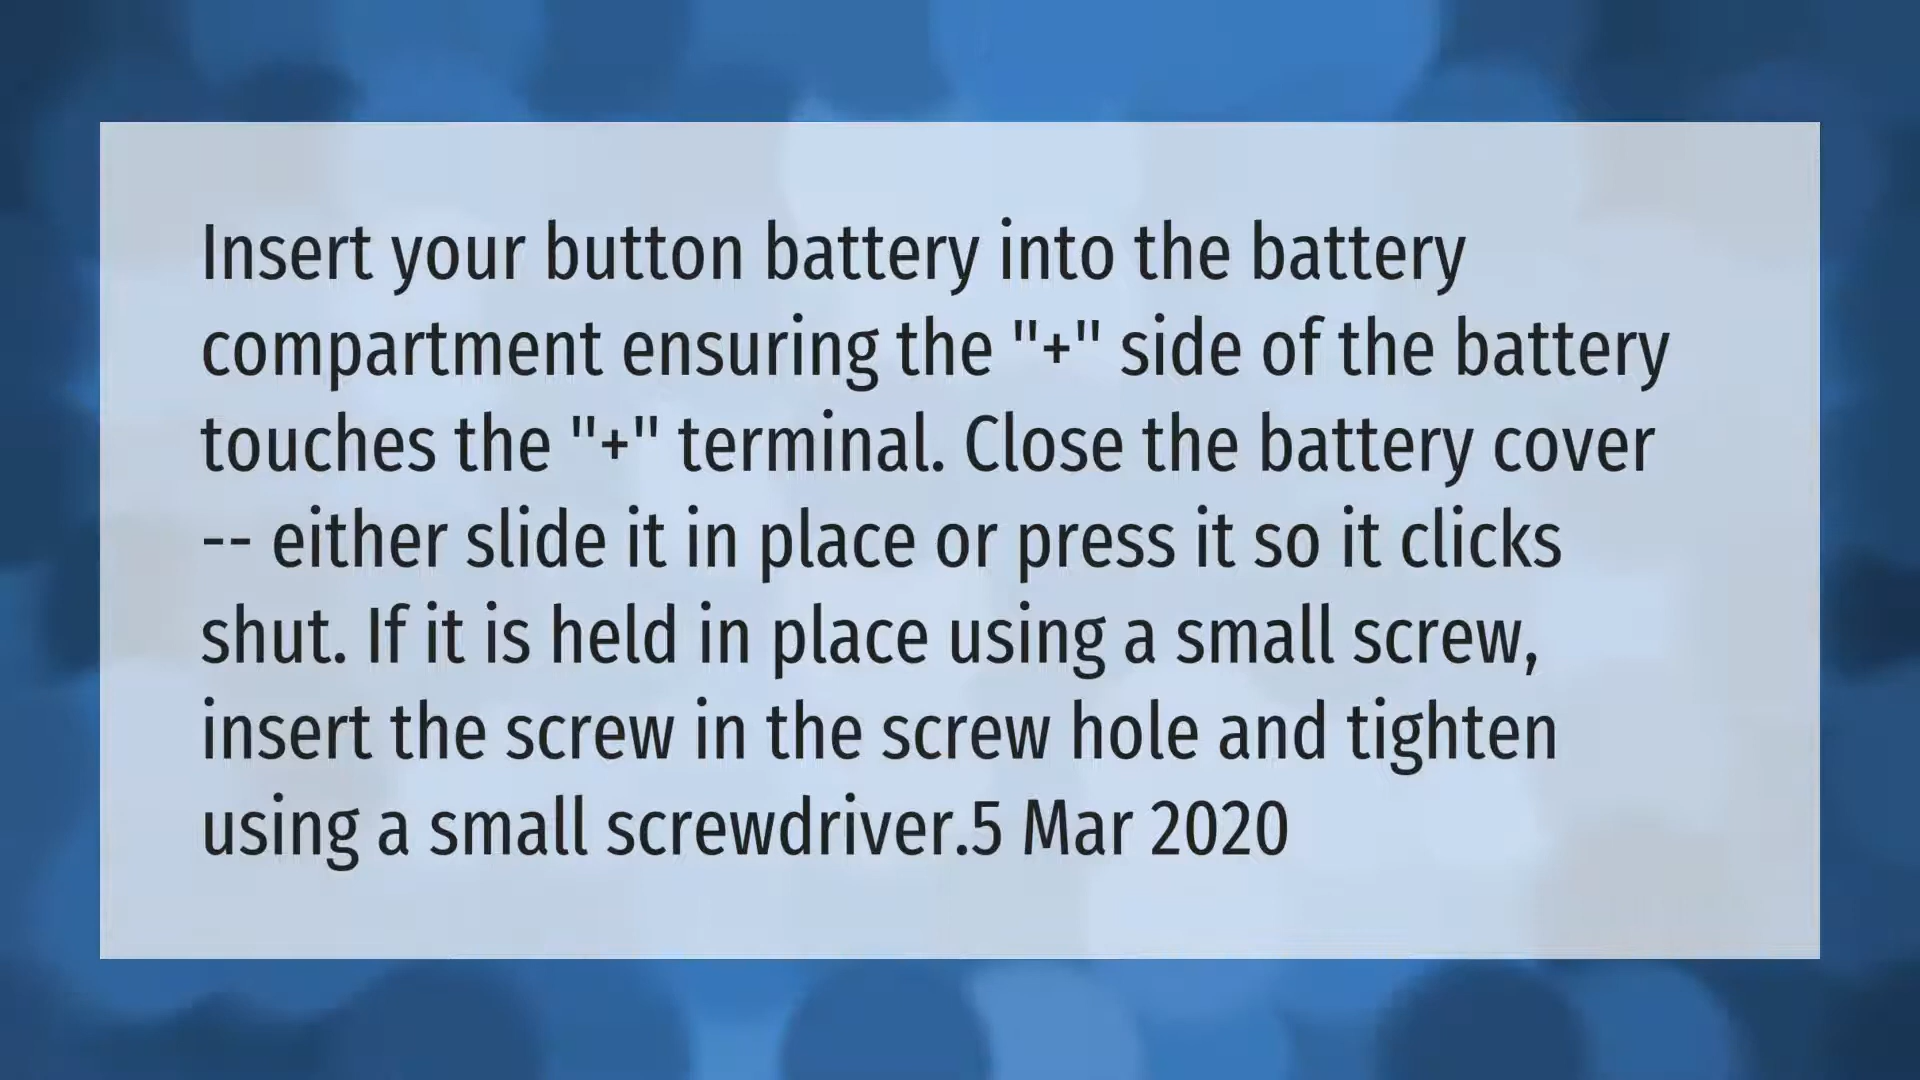 Insert your button battery into the battery
compartment ensuring the "+" side of the battery
touches the "+" terminal. Close the battery cover
-- either slide it in place or press it so it clicks
shut. If it is held in place using a small screw,
insert the screw in the screw hole and tighten
using a small screwdriver.5 Mar 2020